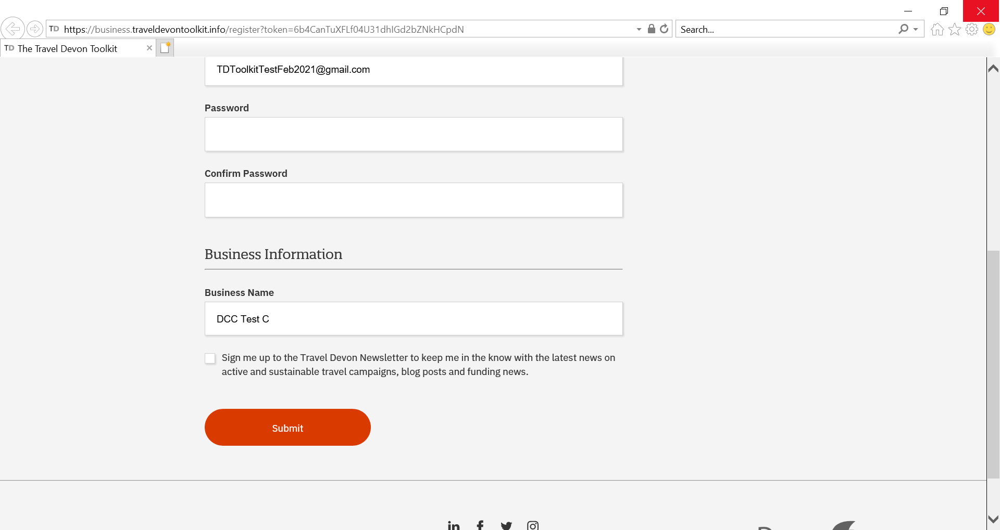 https://business.traveldevontoolkit.info/register?token=6b4CanTuXFLf04U31dhIGd2bZNkHCpdN
Search...
TD The Travel Devon Toolkit
TDToolkitTestFeb2021@gmail.com
Password
Confirm Password
Business Information
Business Name
DCC Test C
Sign me up to the Travel Devon Newsletter to keep me in the know with the latest news on
active and sustainable travel campaigns, blog posts and funding news.
Submit